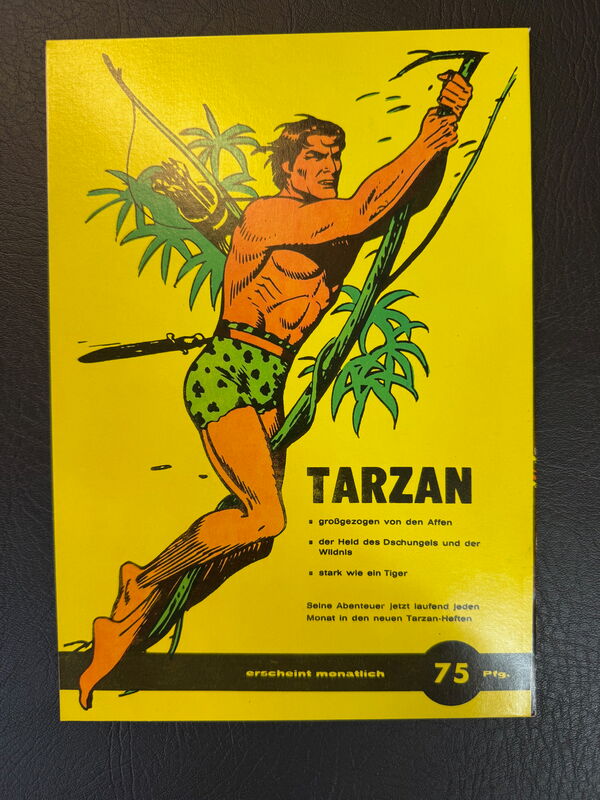 TARZAN
▪ großgezogen von den Affen
▪ der Held des Dschungels und der
Wildnis
▪ stark wie ein Tiger
Seine Abenteuer jetzt laufend jeden
Monat in den neuen Tarzan-Heften
erscheint monatlich 75 Pfg.